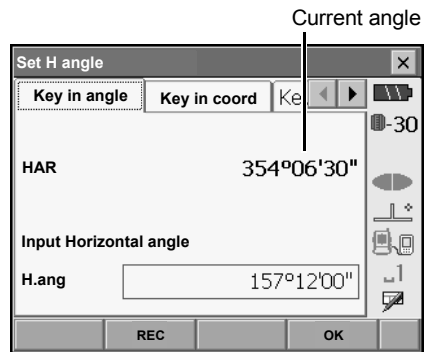 Current angle
Set H angle
Key in angle Key in coord Ke
-30
HAR 354°06'30"
Input Horizontal angle
H.ang 157°12'00"
1
REC OK